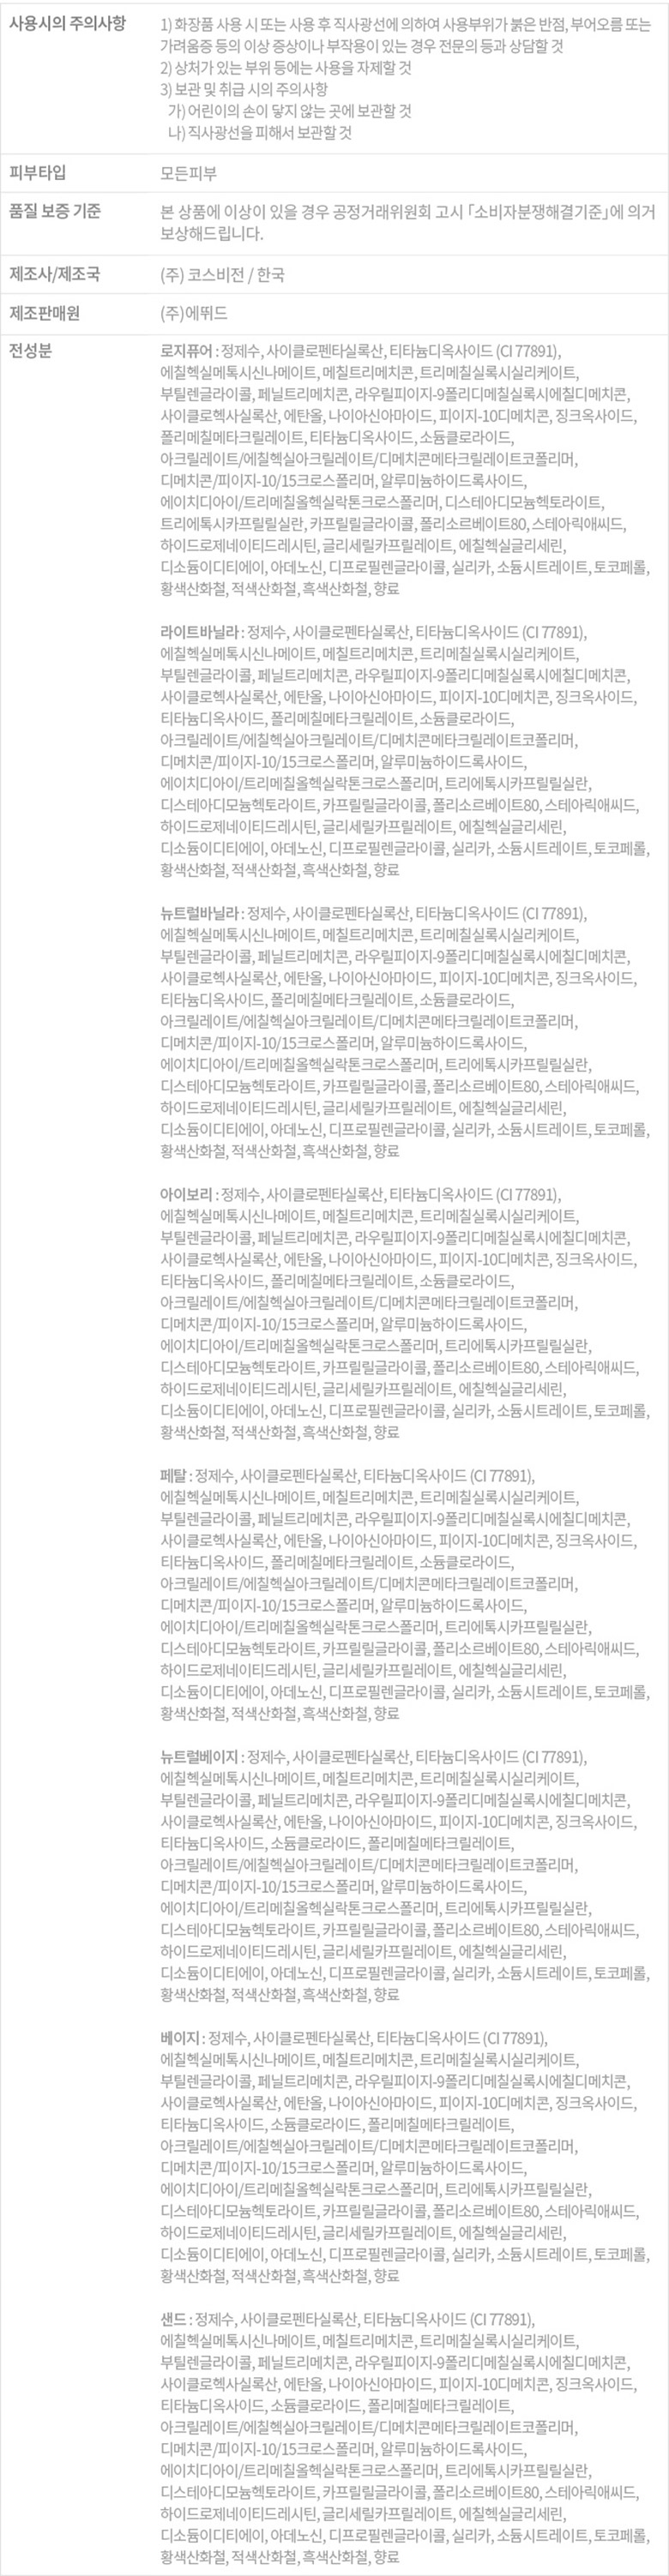 사용시의 주의사항
1) 화장품 사용 시 또는 사용 후 직사광선에 의하여 사용부위가 붉은 반점, 부어오름 또는
가려움증 등의 이상 증상이나 부작용이 있는 경우 전문의 등과 상담할 것
2) 상처가 있는 부위 등에는 사용을 자제할 것
3) 보관 및 취급 시의 주의사항
가) 어린이의 손이 닿지 않는 곳에 보관할 것
나) 직사광선을 피해서 보관할 것
피부타입
모든피부
품질 보증 기준
본 상품에 이상이 있을 경우 공정거래위원회 고시 「소비자분쟁해결기준」에 의거
보상해드립니다.
제조사/제조국
(주) 코스비전 / 한국
제조판매원
(주)에뛰드
전성분
로지퓨어 : 정제수, 사이클로펜타실록산, 티타늄디옥사이드 (CI 77891),
에칠헥실메톡시신나메이트, 메칠트리메치콘, 트리메칠실록시실리케이트,
부틸렌글라이콜, 페닐트리메치콘, 라우릴피이지-9폴리디메칠실록시에칠디메치콘,
사이클로헥사실록산, 에탄올, 나이아신아마이드, 피이지-10디메치콘, 징크옥사이드,
폴리메칠메타크릴레이트, 티타늄디옥사이드, 소듐클로라이드,
아크릴레이트/에칠헥실아크릴레이트/디메치콘메타크릴레이트코폴리머,
디메치콘/피이지-10/15크로스폴리머, 알루미늄하이드록사이드,
에이치디아이/트리메칠올헥실락톤크로스폴리머, 디스테아디모늄헥토라이트,
트리에톡시카프릴릴실란, 카프릴릴글라이콜, 폴리소르베이트80, 스테아릭애씨드,
하이드로제네이티드레시틴, 글리세릴카프릴레이트, 에칠헥실글리세린,
디소듐이디티에이, 아데노신, 디프로필렌글라이콜, 실리카, 소듐시트레이트, 토코페롤,
황색산화철, 적색산화철, 흑색산화철, 향료
라이트바닐라 : 정제수, 사이클로펜타실록산, 티타늄디옥사이드 (CI 77891),
에칠헥실메톡시신나메이트, 메칠트리메치콘, 트리메칠실록시실리케이트,
부틸렌글라이콜, 페닐트리메치콘, 라우릴피이지-9폴리디메칠실록시에칠디메치콘,
사이클로헥사실록산, 에탄올, 나이아신아마이드, 피이지-10디메치콘, 징크옥사이드,
티타늄디옥사이드, 폴리메칠메타크릴레이트, 소듐클로라이드,
아크릴레이트/에칠헥실아크릴레이트/디메치콘메타크릴레이트코폴리머,
디메치콘/피이지-10/15크로스폴리머, 알루미늄하이드록사이드,
에이치디아이/트리메칠올헥실락톤크로스폴리머, 트리에톡시카프릴릴실란,
디스테아디모늄헥토라이트, 카프릴릴글라이콜, 폴리소르베이트80, 스테아릭애씨드,
하이드로제네이티드레시틴, 글리세릴카프릴레이트, 에칠헥실글리세린,
디소듐이디티에이, 아데노신, 디프로필렌글라이콜, 실리카, 소듐시트레이트, 토코페롤,
황색산화철, 적색산화철, 흑색산화철, 향료
뉴트럴바닐라 : 정제수, 사이클로펜타실록산, 티타늄디옥사이드 (CI 77891),
에칠헥실메톡시신나메이트, 메칠트리메치콘, 트리메칠실록시실리케이트,
부틸렌글라이콜, 페닐트리메치콘, 라우릴피이지-9폴리디메칠실록시에칠디메치콘,
사이클로헥사실록산, 에탄올, 나이아신아마이드, 피이지-10디메치콘, 징크옥사이드,
티타늄디옥사이드, 폴리메칠메타크릴레이트, 소듐클로라이드,
아크릴레이트/에칠헥실아크릴레이트/디메치콘메타크릴레이트코폴리머,
디메치콘/피이지-10/15크로스폴리머, 알루미늄하이드록사이드,
에이치디아이/트리메칠올헥실락톤크로스폴리머, 트리에톡시카프릴릴실란,
디스테아디모늄헥토라이트, 카프릴릴글라이콜, 폴리소르베이트80, 스테아릭애씨드,
하이드로제네이티드레시틴, 글리세릴카프릴레이트, 에칠헥실글리세린,
디소듐이디티에이, 아데노신, 디프로필렌글라이콜, 실리카, 소듐시트레이트, 토코페롤,
황색산화철, 적색산화철, 흑색산화철, 향료
아이보리 : 정제수, 사이클로펜타실록산, 티타늄디옥사이드 (CI 77891),
에칠헥실메톡시신나메이트, 메칠트리메치콘, 트리메칠실록시실리케이트,
부틸렌글라이콜, 페닐트리메치콘, 라우릴피이지-9폴리디메칠실록시에칠디메치콘,
사이클로헥사실록산, 에탄올, 나이아신아마이드, 피이지-10디메치콘, 징크옥사이드,
티타늄디옥사이드, 폴리메칠메타크릴레이트, 소듐클로라이드,
아크릴레이트/에칠헥실아크릴레이트/디메치콘메타크릴레이트코폴리머,
디메치콘/피이지-10/15크로스폴리머, 알루미늄하이드록사이드,
에이치디아이/트리메칠올헥실락톤크로스폴리머, 트리에톡시카프릴릴실란,
디스테아디모늄헥토라이트, 카프릴릴글라이콜, 폴리소르베이트80, 스테아릭애씨드,
하이드로제네이티드레시틴, 글리세릴카프릴레이트, 에칠헥실글리세린,
디소듐이디티에이, 아데노신, 디프로필렌글라이콜, 실리카, 소듐시트레이트, 토코페롤,
황색산화철, 적색산화철, 흑색산화철, 향료
페탈 : 정제수, 사이클로펜타실록산, 티타늄디옥사이드 (CI 77891),
에칠헥실메톡시신나메이트, 메칠트리메치콘, 트리메칠실록시실리케이트,
부틸렌글라이콜, 페닐트리메치콘, 라우릴피이지-9폴리디메칠실록시에칠디메치콘,
사이클로헥사실록산, 에탄올, 나이아신아마이드, 피이지-10디메치콘, 징크옥사이드,
티타늄디옥사이드, 폴리메칠메타크릴레이트, 소듐클로라이드,
아크릴레이트/에칠헥실아크릴레이트/디메치콘메타크릴레이트코폴리머,
디메치콘/피이지-10/15크로스폴리머, 알루미늄하이드록사이드,
에이치디아이/트리메칠올헥실락톤크로스폴리머, 트리에톡시카프릴릴실란,
디스테아디모늄헥토라이트, 카프릴릴글라이콜, 폴리소르베이트80, 스테아릭애씨드,
하이드로제네이티드레시틴, 글리세릴카프릴레이트, 에칠헥실글리세린,
디소듐이디티에이, 아데노신, 디프로필렌글라이콜, 실리카, 소듐시트레이트, 토코페롤,
황색산화철, 적색산화철, 흑색산화철, 향료
뉴트럴베이지 : 정제수, 사이클로펜타실록산, 티타늄디옥사이드 (CI 77891),
에칠헥실메톡시신나메이트, 메칠트리메치콘, 트리메칠실록시실리케이트,
부틸렌글라이콜, 페닐트리메치콘, 라우릴피이지-9폴리디메칠실록시에칠디메치콘,
사이클로헥사실록산, 에탄올, 나이아신아마이드, 피이지-10디메치콘, 징크옥사이드,
티타늄디옥사이드, 소듐클로라이드, 폴리메칠메타크릴레이트,
아크릴레이트/에칠헥실아크릴레이트/디메치콘메타크릴레이트코폴리머,
디메치콘/피이지-10/15크로스폴리머, 알루미늄하이드록사이드,
에이치디아이/트리메칠올헥실락톤크로스폴리머, 트리에톡시카프릴릴실란,
디스테아디모늄헥토라이트, 카프릴릴글라이콜, 폴리소르베이트80, 스테아릭애씨드,
하이드로제네이티드레시틴, 글리세릴카프릴레이트, 에칠헥실글리세린,
디소듐이디티에이, 아데노신, 디프로필렌글라이콜, 실리카, 소듐시트레이트, 토코페롤,
황색산화철, 적색산화철, 흑색산화철, 향료
베이지 : 정제수, 사이클로펜타실록산, 티타늄디옥사이드 (CI 77891),
에칠헥실메톡시신나메이트, 메칠트리메치콘, 트리메칠실록시실리케이트,
부틸렌글라이콜, 페닐트리메치콘, 라우릴피이지-9폴리디메칠실록시에칠디메치콘,
사이클로헥사실록산, 에탄올, 나이아신아마이드, 피이지-10디메치콘, 징크옥사이드,
티타늄디옥사이드, 소듐클로라이드, 폴리메칠메타크릴레이트,
아크릴레이트/에칠헥실아크릴레이트/디메치콘메타크릴레이트코폴리머,
디메치콘/피이지-10/15크로스폴리머, 알루미늄하이드록사이드,
에이치디아이/트리메칠올헥실락톤크로스폴리머, 트리에톡시카프릴릴실란,
디스테아디모늄헥토라이트, 카프릴릴글라이콜, 폴리소르베이트80, 스테아릭애씨드,
하이드로제네이티드레시틴, 글리세릴카프릴레이트, 에칠헥실글리세린,
디소듐이디티에이, 아데노신, 디프로필렌글라이콜, 실리카, 소듐시트레이트, 토코페롤,
황색산화철, 적색산화철, 흑색산화철, 향료
샌드 : 정제수, 사이클로펜타실록산, 티타늄디옥사이드 (CI 77891),
에칠헥실메톡시신나메이트, 메칠트리메치콘, 트리메칠실록시실리케이트,
부틸렌글라이콜, 페닐트리메치콘, 라우릴피이지-9폴리디메칠실록시에칠디메치콘,
사이클로헥사실록산, 에탄올, 나이아신아마이드, 피이지-10디메치콘, 징크옥사이드,
티타늄디옥사이드, 소듐클로라이드, 폴리메칠메타크릴레이트,
아크릴레이트/에칠헥실아크릴레이트/디메치콘메타크릴레이트코폴리머,
디메치콘/피이지-10/15크로스폴리머, 알루미늄하이드록사이드,
에이치디아이/트리메칠올헥실락톤크로스폴리머, 트리에톡시카프릴릴실란,
디스테아디모늄헥토라이트, 카프릴릴글라이콜, 폴리소르베이트80, 스테아릭애씨드,
하이드로제네이티드레시틴, 글리세릴카프릴레이트, 에칠헥실글리세린,
디소듐이디티에이, 아데노신, 디프로필렌글라이콜, 실리카, 소듐시트레이트, 토코페롤,
황색산화철, 적색산화철, 흑색산화철, 향료